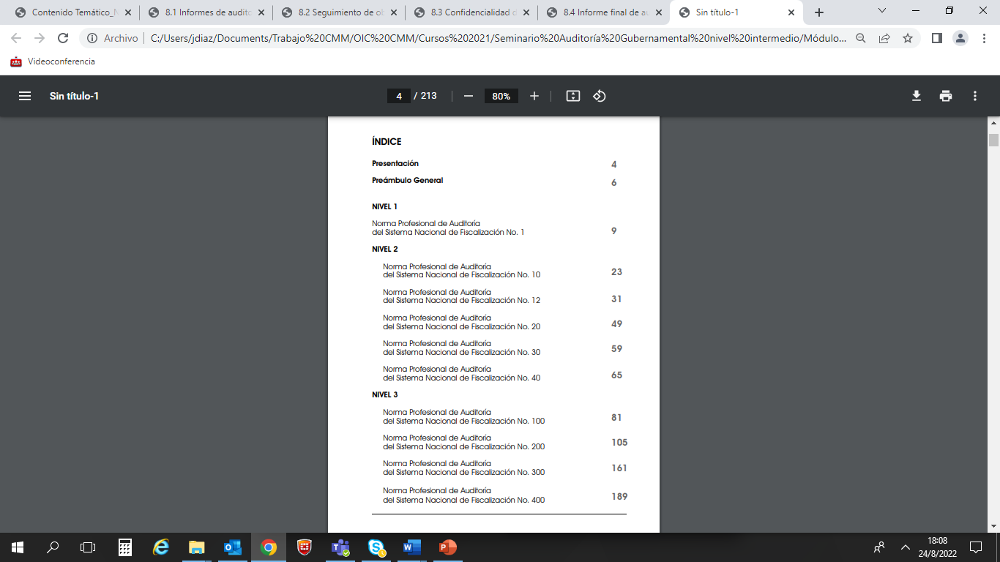 Contenido Temático_N
8.1 Informes de audito
8.2 Seguimiento de ob
8.3 Confidencialidad d
8.4 Informe final de au
Sin título-1
Archivo
C:/Users/jdiaz/Documents/Trabajo%20CMM/OIC%20CMM/Cursos%202021/Seminario%20Auditoría%20Gubernamental%20nivel%20intermedio/Módulo...
Videoconferencia
Sin título-1
4 / 213
80%
ÍNDICE
Presentación 4
Preámbulo General 6
NIVEL 1
Norma Profesional de Auditoría
del Sistema Nacional de Fiscalización No. 1 9
NIVEL 2
Norma Profesional de Auditoría
del Sistema Nacional de Fiscalización No. 10 23
Norma Profesional de Auditoría
del Sistema Nacional de Fiscalización No. 12 31
Norma Profesional de Auditoría
del Sistema Nacional de Fiscalización No. 20 49
Norma Profesional de Auditoría
del Sistema Nacional de Fiscalización No. 30 59
Norma Profesional de Auditoría
del Sistema Nacional de Fiscalización No. 40 65
NIVEL 3
Norma Profesional de Auditoría
del Sistema Nacional de Fiscalización No. 100 81
Norma Profesional de Auditoría
del Sistema Nacional de Fiscalización No. 200 105
Norma Profesional de Auditoría
del Sistema Nacional de Fiscalización No. 300 161
Norma Profesional de Auditoría
del Sistema Nacional de Fiscalización No. 400 189
18:08
24/8/2022